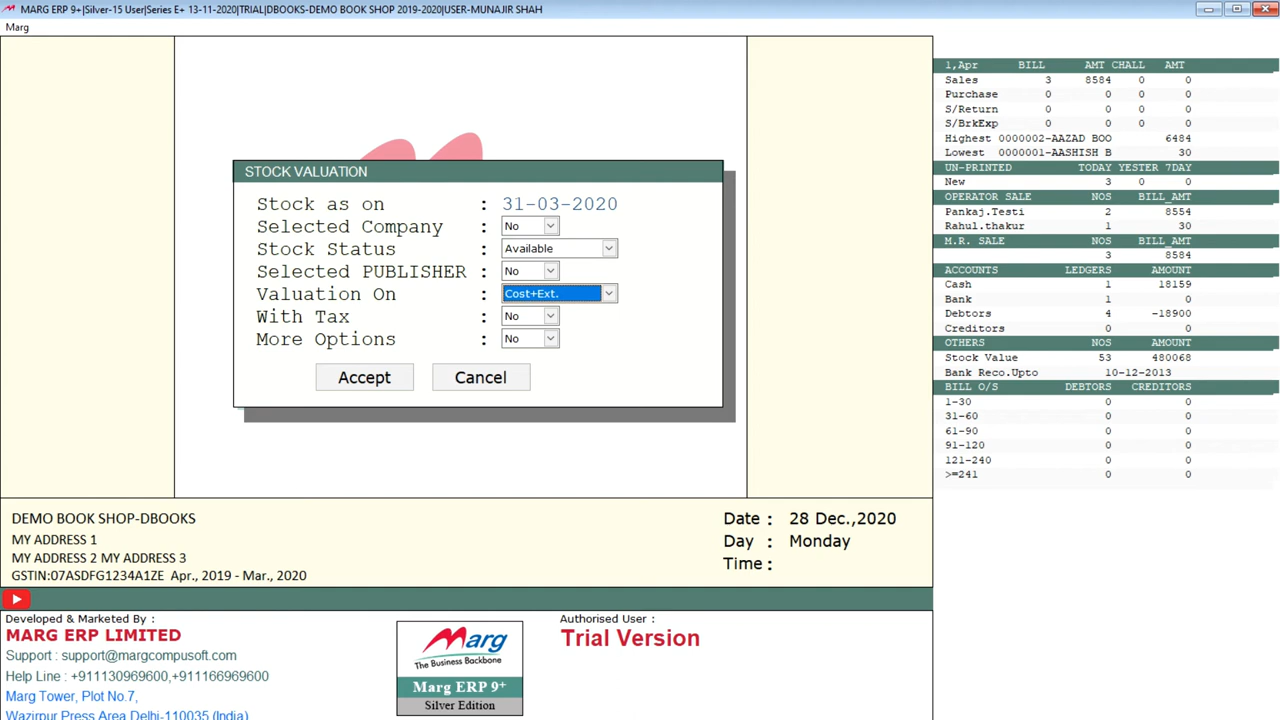 MARG ERP 9+|Silver-15 User|Series E+ 13-11-2020|TRIAL|DBOOKS-DEMO BOOK SHOP 2019-2020|USER-MUNAJIR SHAH
Marg
STOCK VALUATION
Stock as on : 31-03-2020
Selected Company : No
Stock Status : Available
Selected PUBLISHER : No
Valuation On : Cost+Ext.
With Tax : No
More Options : No
Accept Cancel
1,Apr BILL AMT CHALL AMT
Sales 3 8584 0 0
Purchase 0 0 0 0
S/Return 0 0 0 0
S/BrkExp 0 0 0 0
Highest 0000002-AAZAD BOO 6484
Lowest 0000001-AASHISH B 30
UN-PRINTED TODAY YESTER 7DAY
New 3 0 0
OPERATOR SALE NOS BILL_AMT
Pankaj.Testi 2 8554
Rahul.thakur 1 30
M.R. SALE NOS BILL_AMT
3 8584
ACCOUNTS LEDGERS AMOUNT
Cash 1 18159
Bank 1 0
Debtors 4 -18900
Creditors 0 0
OTHERS NOS AMOUNT
Stock Value 53 480068
Bank Reco.Upto 10-12-2013
BILL O/S DEBTORS CREDITORS
1-30 0 0
31-60 0 0
61-90 0 0
91-120 0 0
121-240 0 0
>=241 0 0
DEMO BOOK SHOP-DBOOKS
MY ADDRESS 1
MY ADDRESS 2 MY ADDRESS 3
GSTIN:07ASDFG1234A1ZE Apr., 2019 - Mar., 2020
Date : 28 Dec.,2020
Day : Monday
Time :
Developed & Marketed By :
MARG ERP LIMITED
Support : support@margcompusoft.com
Help Line : +911130969600,+911166969600
Marg Tower, Plot No.7,
Wazirpur Press Area Delhi-110035 (India)
Marg
The Business Backbone
Marg ERP 9+
Silver Edition
Authorised User :
Trial Version